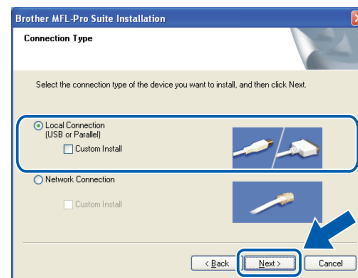 Brother MFL-Pro Suite Installation
Connection Type
Select the connection type of the device you want to install, and then click Next.
Local Connection
(USB or Parallel)
Custom Install
Network Connection
Custom Install
< Back
Next >
Cancel